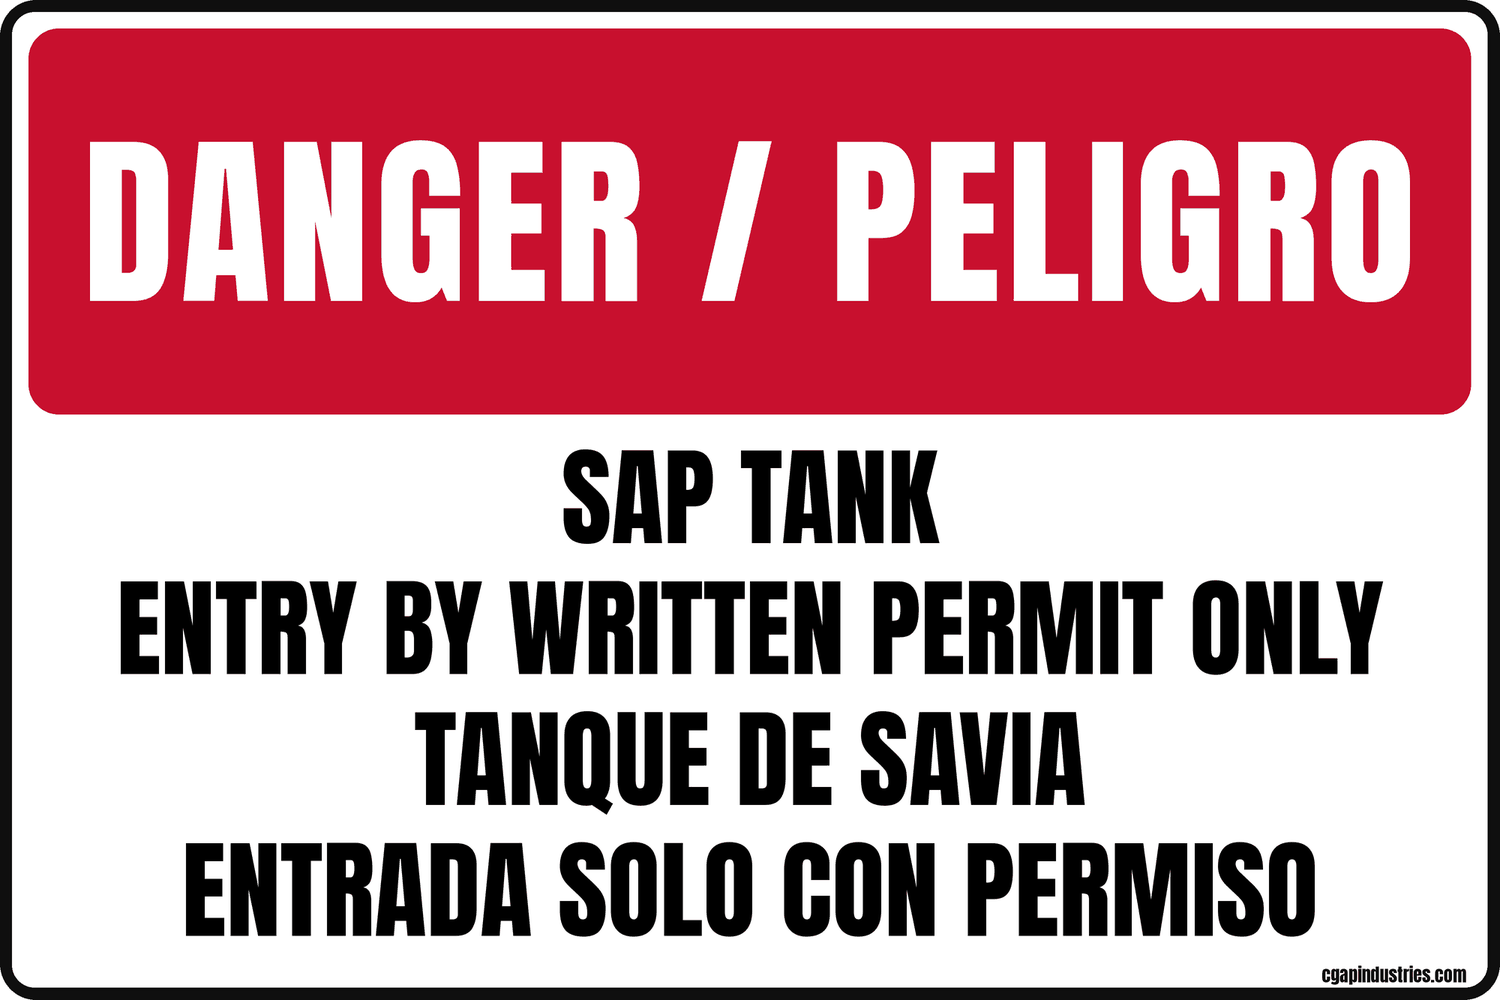 DANGER / PELIGRO
SAP TANK
ENTRY BY WRITTEN PERMIT ONLY
TANQUE DE SAVIA
ENTRADA SOLO CON PERMISO
cgapindustries.com